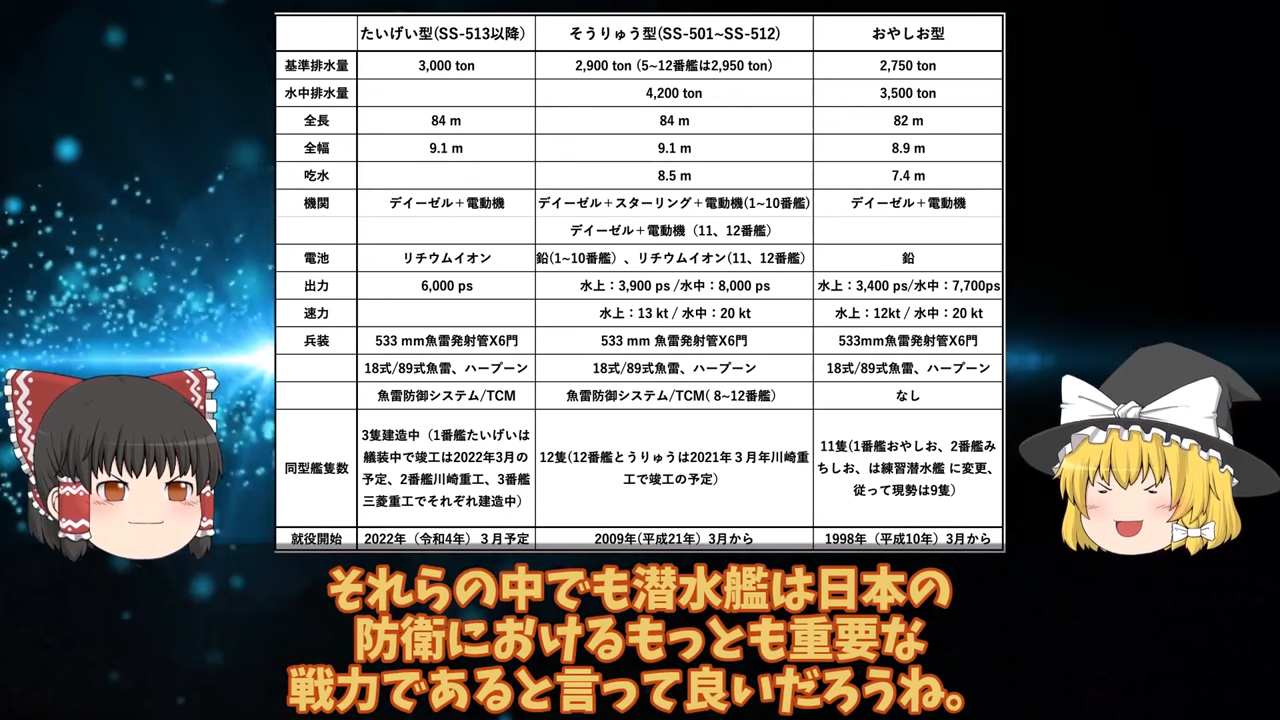 たいげい型(SS-513以降) そうりゅう型(SS-501~SS-512) おやしお型
基準排水量 3,000 ton 2,900 ton (5~12番艦は2,950 ton) 2,750 ton
水中排水量 4,200 ton 3,500 ton
全長 84 m 84 m 82 m
全幅 9.1 m 9.1 m 8.9 m
吃水 8.5 m 7.4 m
機関 デイーゼル＋電動機 デイーゼル＋スターリング＋電動機(1~10番艦) デイーゼル＋電動機
デイーゼル＋電動機（11、12番艦）
電池 リチウムイオン 鉛(1~10番艦）、リチウムイオン(11、12番艦） 鉛
出力 6,000 ps 水上：3,900 ps /水中：8,000 ps 水上：3,400 ps/水中：7,700ps
速力 水上：13 kt / 水中：20 kt 水上：12kt / 水中：20 kt
兵装 533 mm魚雷発射管X6門 533 mm 魚雷発射管X6門 533mm魚雷発射管X6門
18式/89式魚雷、ハープーン 18式/89式魚雷、ハープーン 18式/89式魚雷、ハープーン
魚雷防御システム/TCM 魚雷防御システム/TCM( 8~12番艦） なし
同型艦隻数
3隻建造中（1番艦たいげいは
艤装中で竣工は2022年3月の
予定、2番艦川崎重工、3番艦
三菱重工でそれぞれ建造中）
12隻(12番艦とうりゅうは2021年３月年川崎重
工で竣工の予定）
11隻(1番艦おやしお、2番艦み
ちしお、は練習潜水艦 に変更、
従って現勢は9隻）
就役開始 2022年（令和4年）３月予定 2009年(平成21年）3月から 1998年（平成10年）3月から
それらの中でも潜水艦は日本の
防衛におけるもっとも重要な
戦力であると言って良いだろうね。